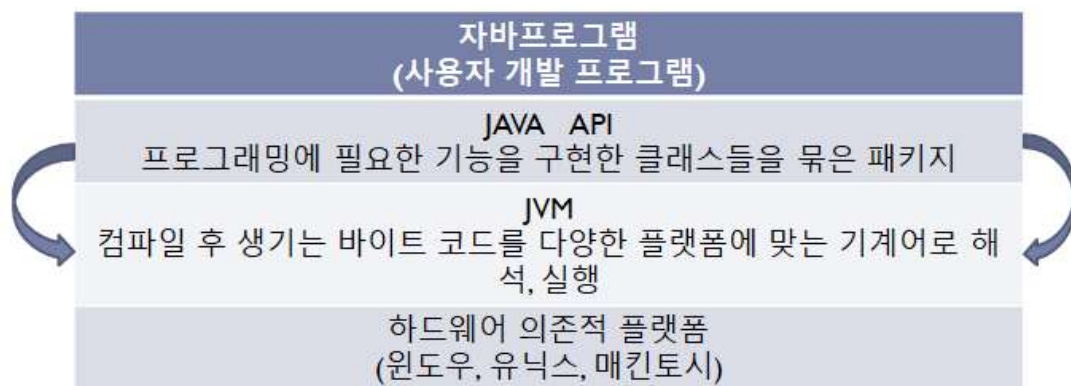 자바프로그램
(사용자 개발 프로그램)
JAVA API
프로그래밍에 필요한 기능을 구현한 클래스들을 묶은 패키지
JVM
컴파일 후 생기는 바이트 코드를 다양한 플랫폼에 맞는 기계어로 해
석, 실행
하드웨어 의존적 플랫폼
(윈도우, 유닉스, 매킨토시)